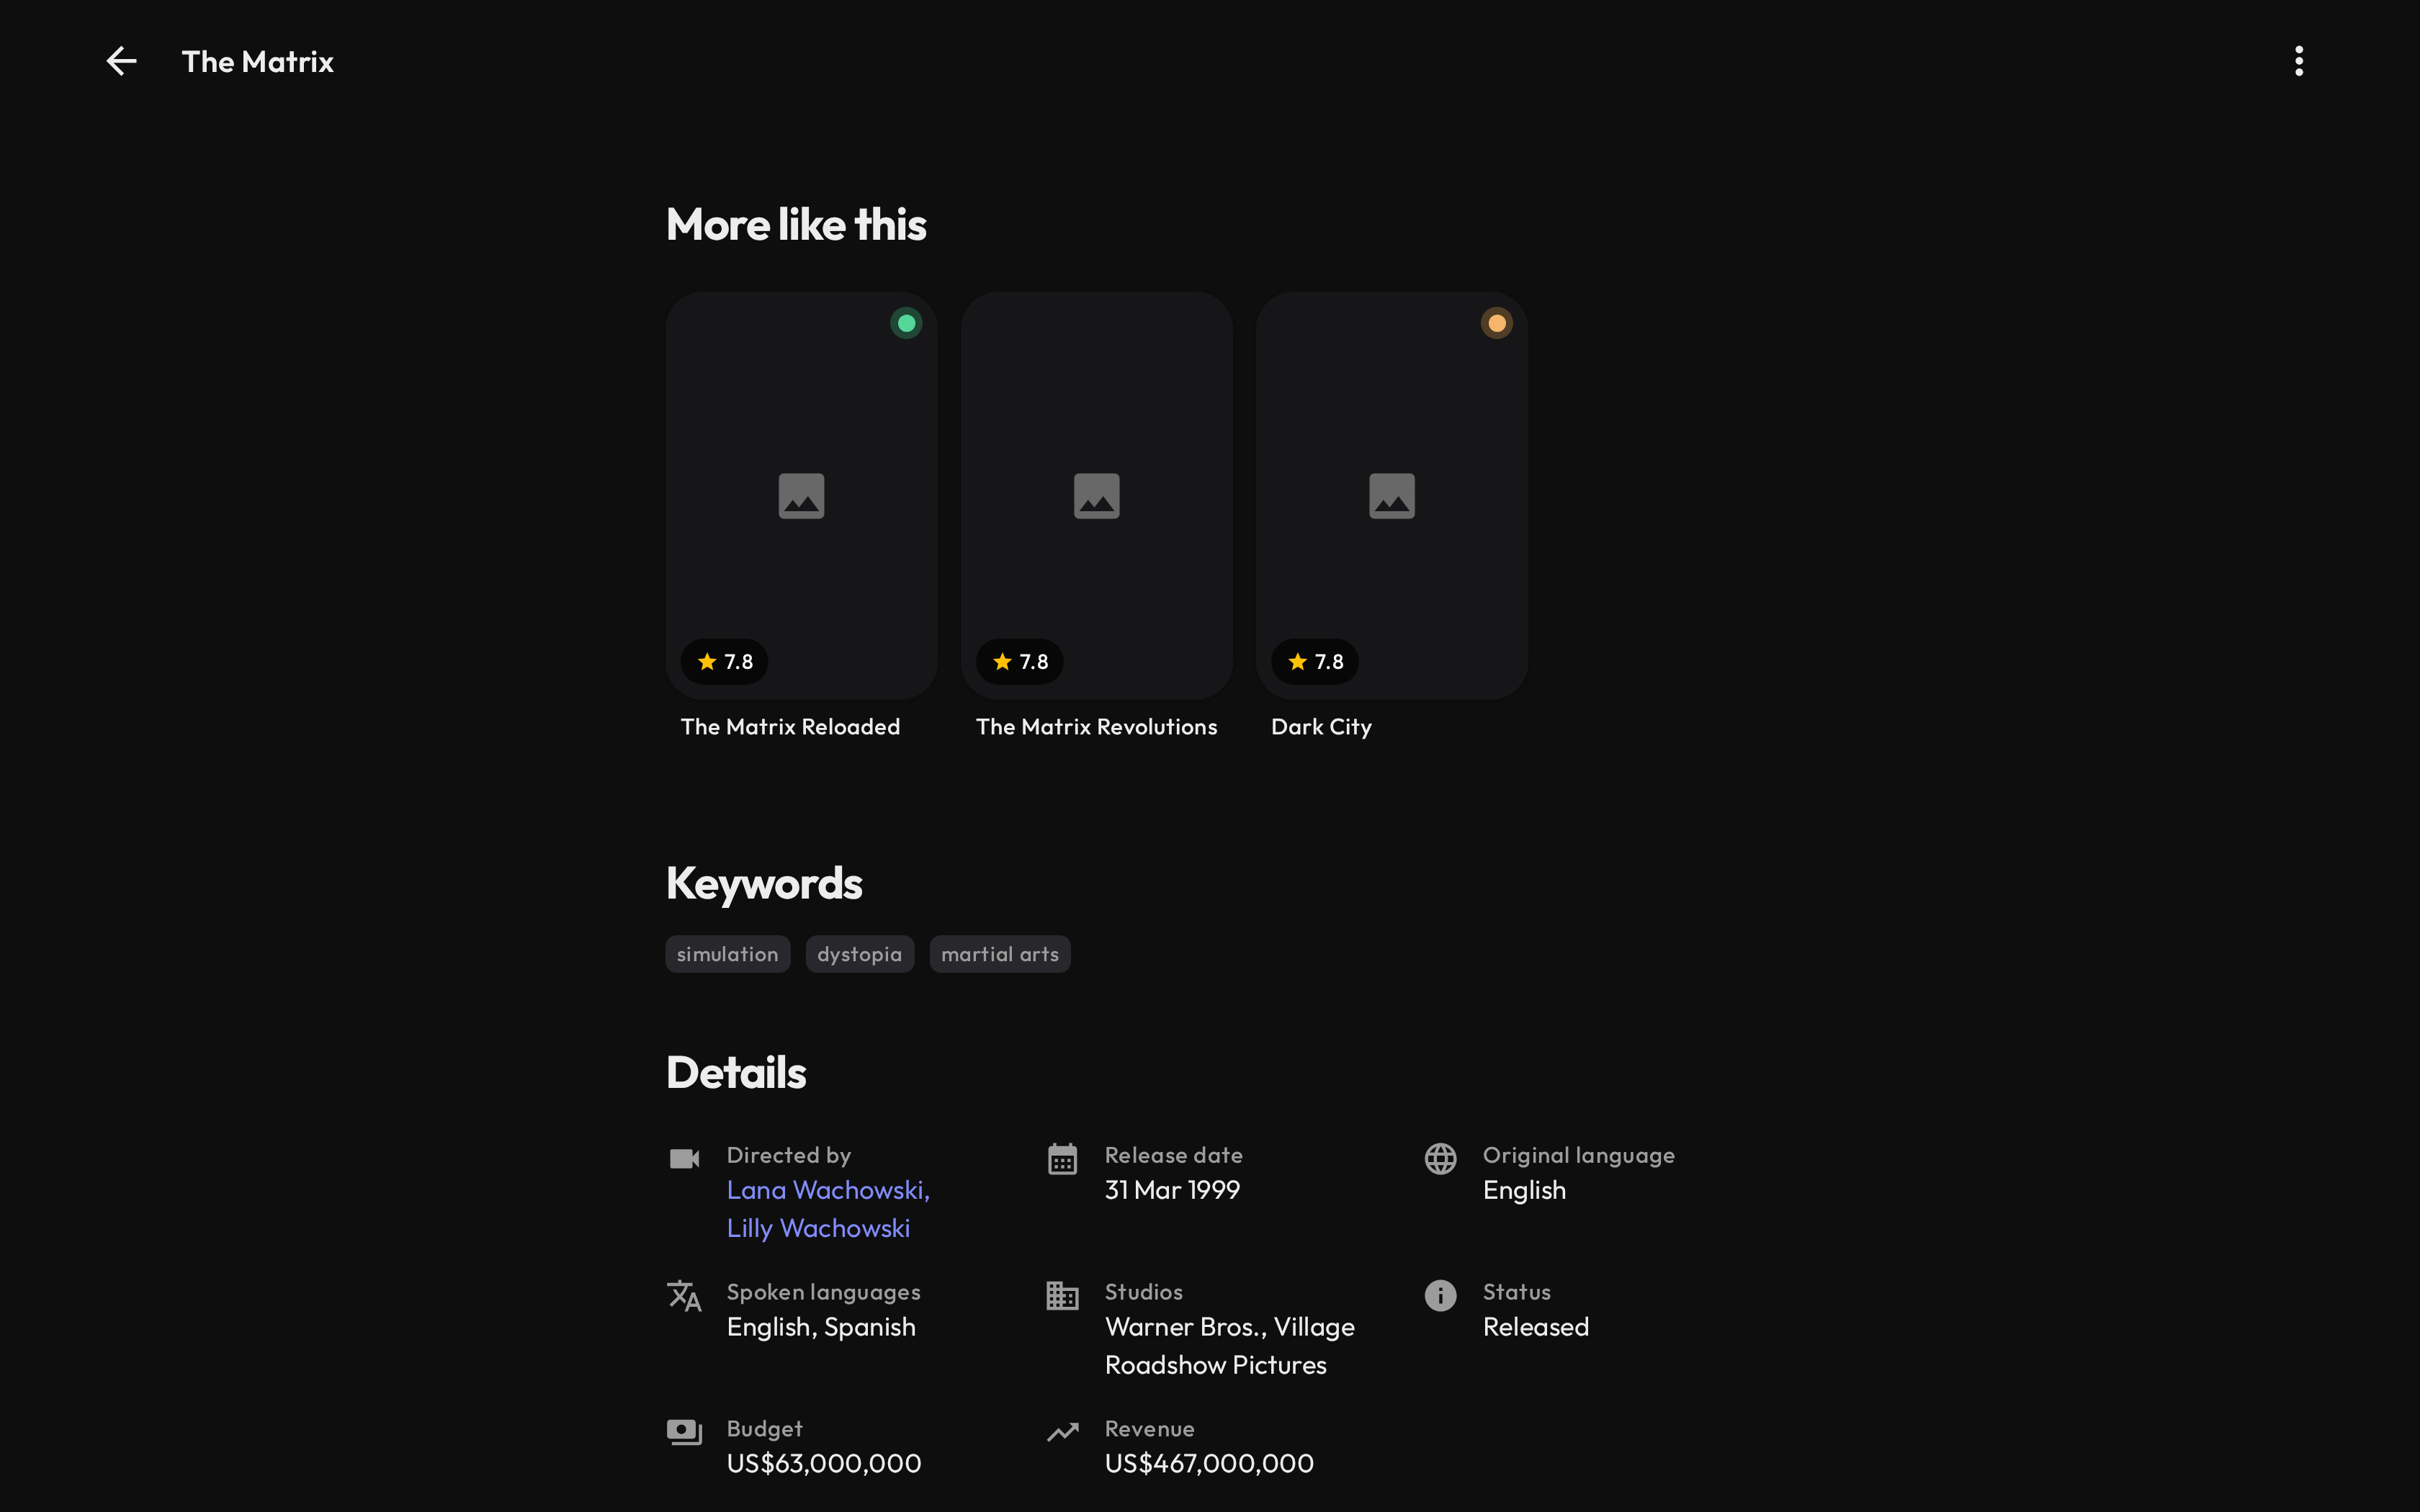 The Matrix
More like this
7.8
7.8
7.8
The Matrix Reloaded
The Matrix Revolutions
Dark City
Keywords
simulation
dystopia
martial arts
Details
Directed by
Lana Wachowski,
Lilly Wachowski
Release date
31 Mar 1999
Original language
English
Spoken languages
English, Spanish
Studios
Warner Bros., Village
Roadshow Pictures
Status
Released
Budget
US$63,000,000
Revenue
US$467,000,000